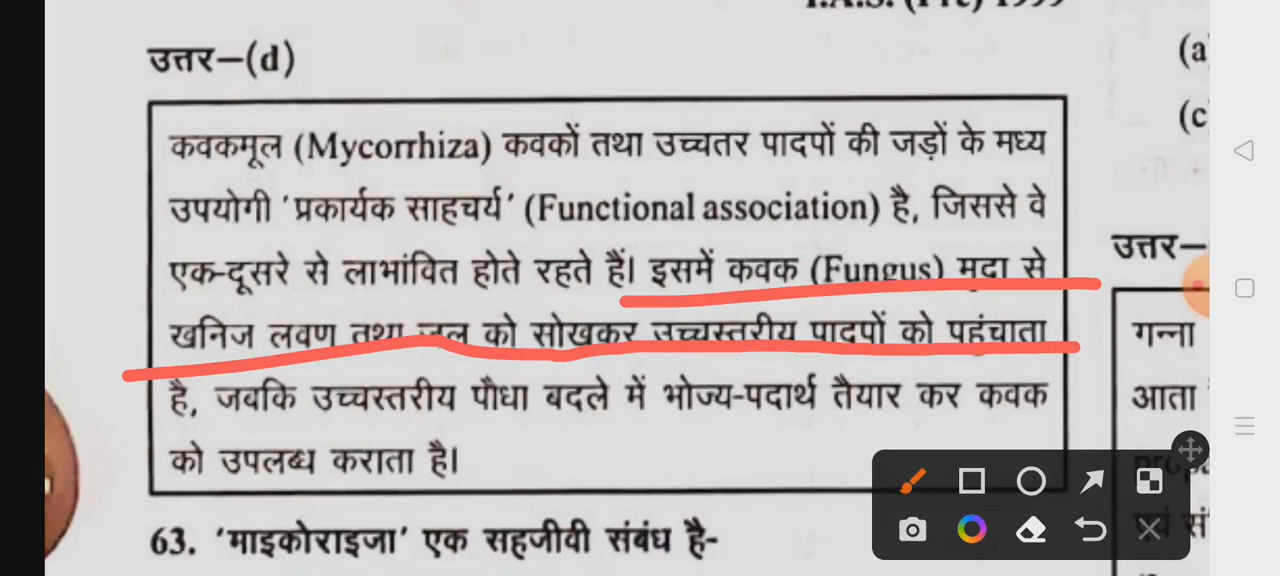 उत्तर–(d)
कवकमूल (Mycorrhiza) कवकों तथा उच्चतर पादपों की जड़ों के मध्य
उपयोगी 'प्रकार्यक साहचर्य' (Functional association) है, जिससे वे
एक-दूसरे से लाभांवित होते रहते हैं। इसमें कवक (Fungus) मृदा से
खनिज लवण तथा जल को सोखकर उच्चस्तरीय पादपों को पहुंचाता
है, जबकि उच्चस्तरीय पौधा बदले में भोज्य-पदार्थ तैयार कर कवक
को उपलब्ध कराता है।
63. 'माइकोराइजा' एक सहजीवी संबंध है-
(a)
(c)
उत्तर–
गन्ना
आता